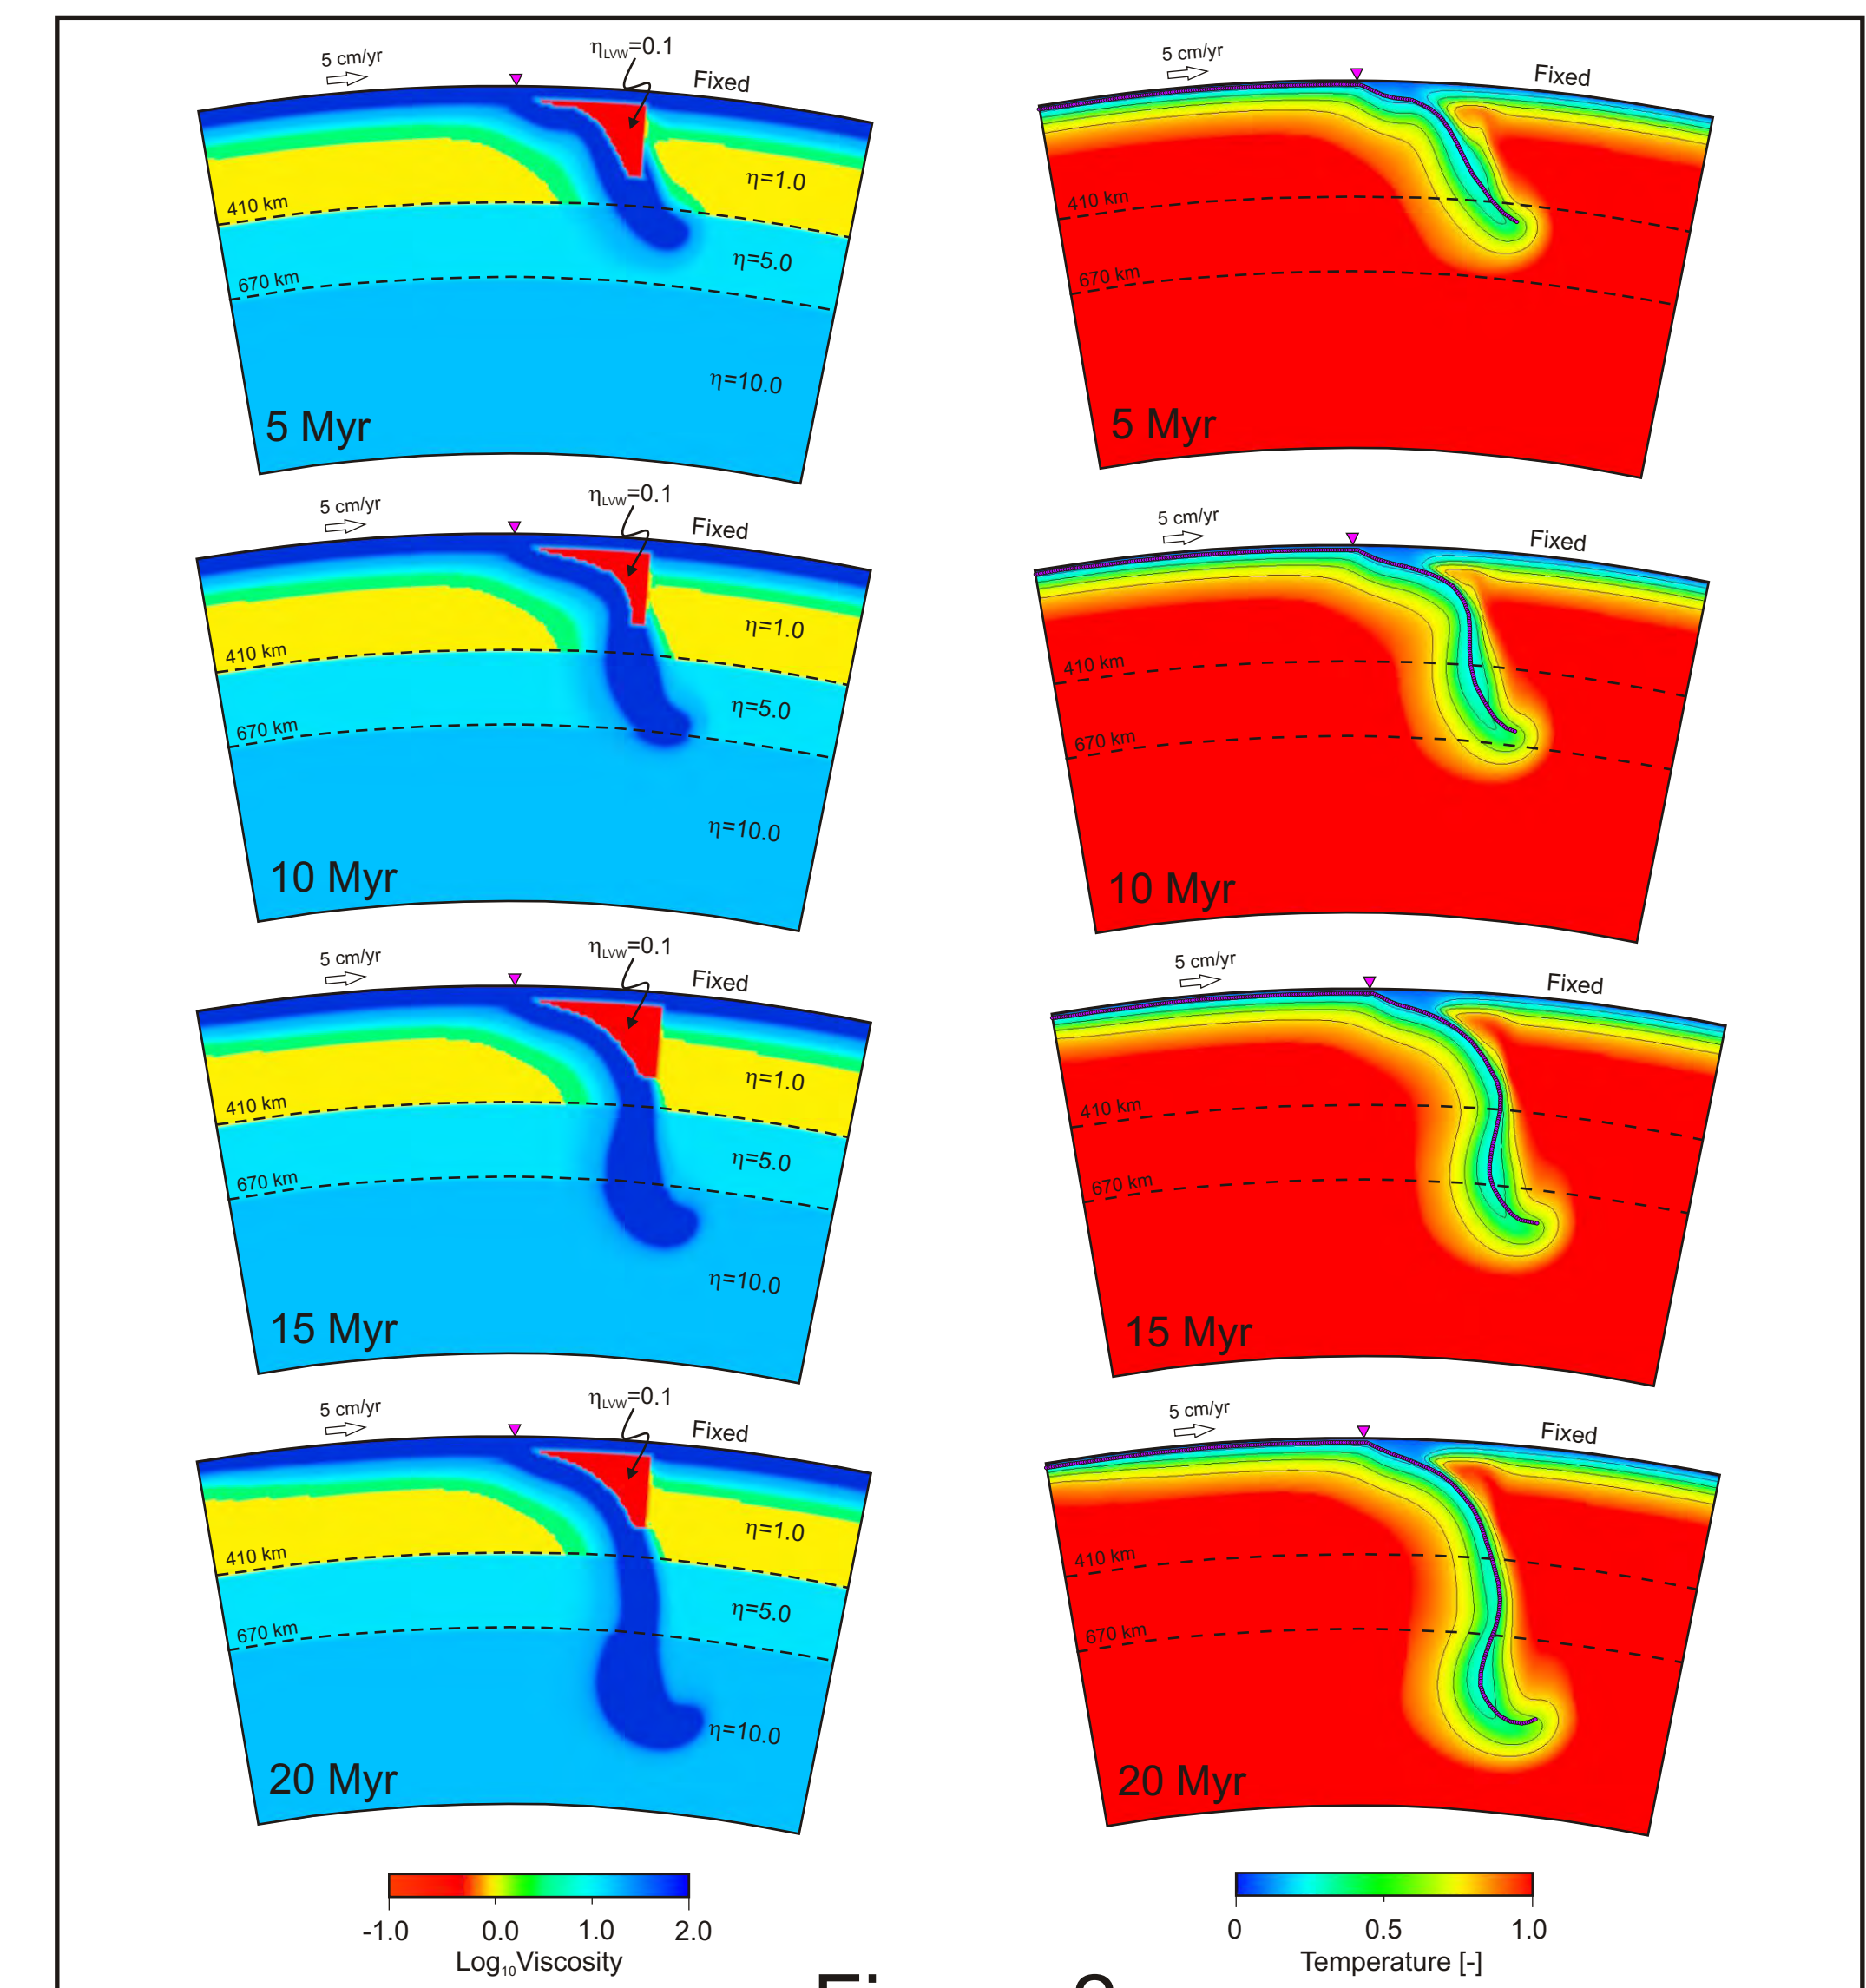 5 cm/yr
ηLVW=0.1
Fixed
410 km
η=1.0
670 km
η=5.0
η=10.0
5 Myr
5 cm/yr
Fixed
410 km
670 km
5 Myr
5 cm/yr
ηLVW=0.1
Fixed
410 km
η=1.0
670 km
η=5.0
η=10.0
10 Myr
5 cm/yr
Fixed
410 km
670 km
10 Myr
5 cm/yr
ηLVW=0.1
Fixed
410 km
η=1.0
670 km
η=5.0
η=10.0
15 Myr
5 cm/yr
Fixed
410 km
670 km
15 Myr
5 cm/yr
ηLVW=0.1
Fixed
410 km
η=1.0
670 km
η=5.0
η=10.0
20 Myr
5 cm/yr
Fixed
410 km
670 km
20 Myr
-1.0 0.0 1.0 2.0
Log10Viscosity
0 0.5 1.0
Temperature [-]